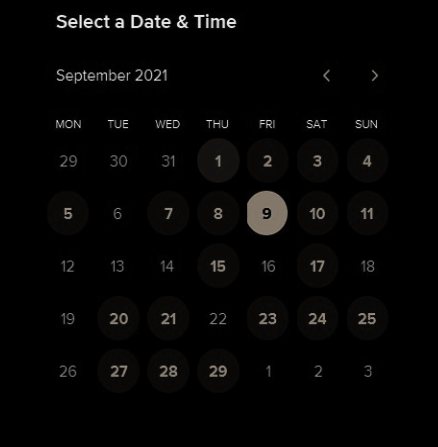 Select a Date & Time
September 2021
MON TUE WED THU FRI SAT SUN
29 30 31 1 2 3 4
5 6 7 8 9 10 11
12 13 14 15 16 17 18
19 20 21 22 23 24 25
26 27 28 29 1 2 3